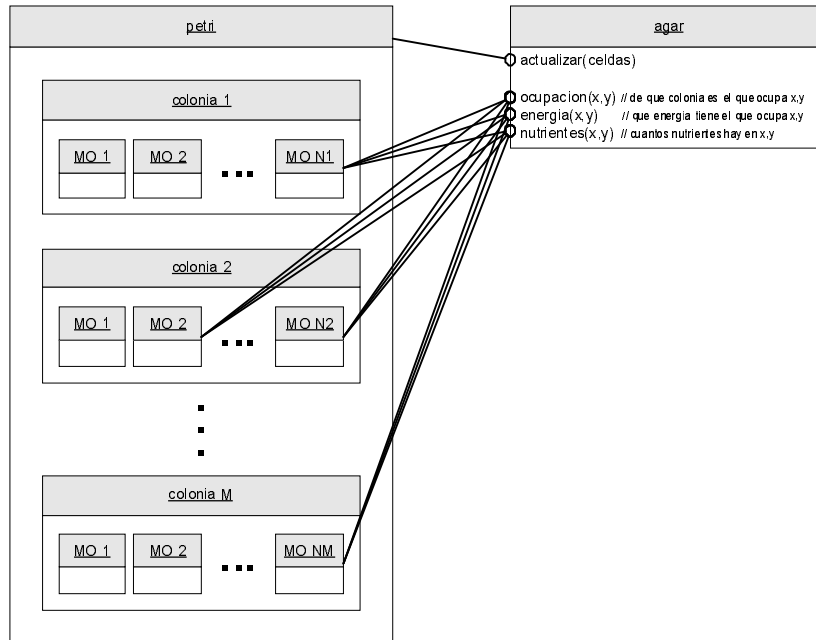 petri
agar
actualizar(celdas)
ocupacion(x,y) // de que colonia es el que ocupa x,y
energia(x,y) // que energia tiene el que ocupa x,y
nutrientes(x,y) // cuantos nutrientes hay en x,y
colonia 1
MO 1 MO 2 ... MO N1
colonia 2
MO 1 MO 2 ... MO N2
colonia M
MO 1 MO 2 ... MO NM